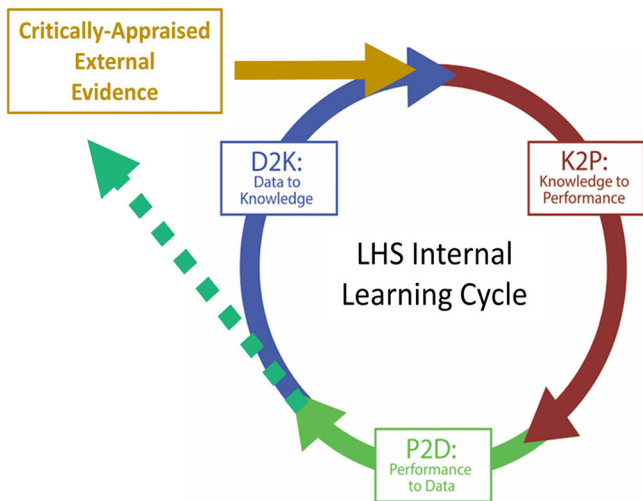 Critically-Appraised
External
Evidence
D2K:
Data to
Knowledge
K2P:
Knowledge to
Performance
LHS Internal
Learning Cycle
P2D:
Performance
to Data